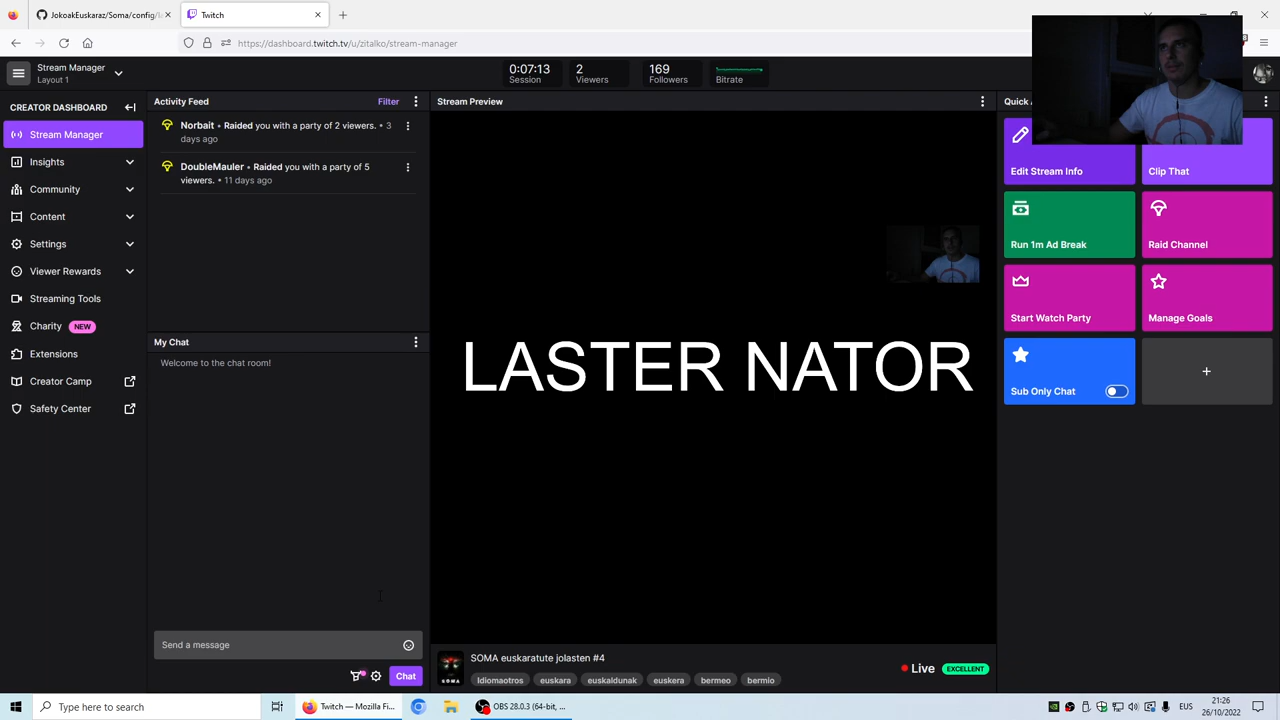 JokoakEuskaraz/Soma/config/l
Twitch
https://dashboard.twitch.tv/u/zitalko/stream-manager
Stream Manager
Layout 1
0:07:13
Session
2
Viewers
169
Followers
Bitrate
CREATOR DASHBOARD
Stream Manager
Insights
Community
Content
Settings
Viewer Rewards
Streaming Tools
Charity NEW
Extensions
Creator Camp
Safety Center
Activity Feed
Filter
Norbait • Raided you with a party of 2 viewers. • 3
days ago
DoubleMauler • Raided you with a party of 5
viewers. • 11 days ago
My Chat
Welcome to the chat room!
Send a message
Chat
Stream Preview
LASTER NATOR
SOMA
SOMA euskaratute jolasten #4
Idiomaotros euskara euskaldunak euskera bermeo bermio
Live EXCELLENT
Quick A
Edit Stream Info
Clip That
Run 1m Ad Break
Raid Channel
Start Watch Party
Manage Goals
Sub Only Chat
Type here to search
Twitch — Mozilla Fi...
OBS 28.0.3 (64-bit, ...
EUS
21:26
26/10/2022